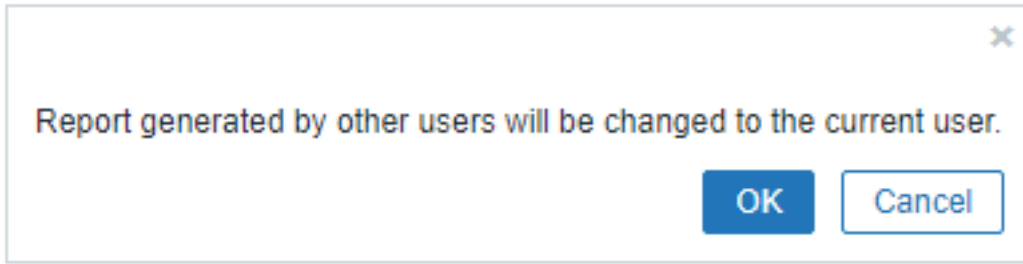 Report generated by other users will be changed to the current user.
OK Cancel